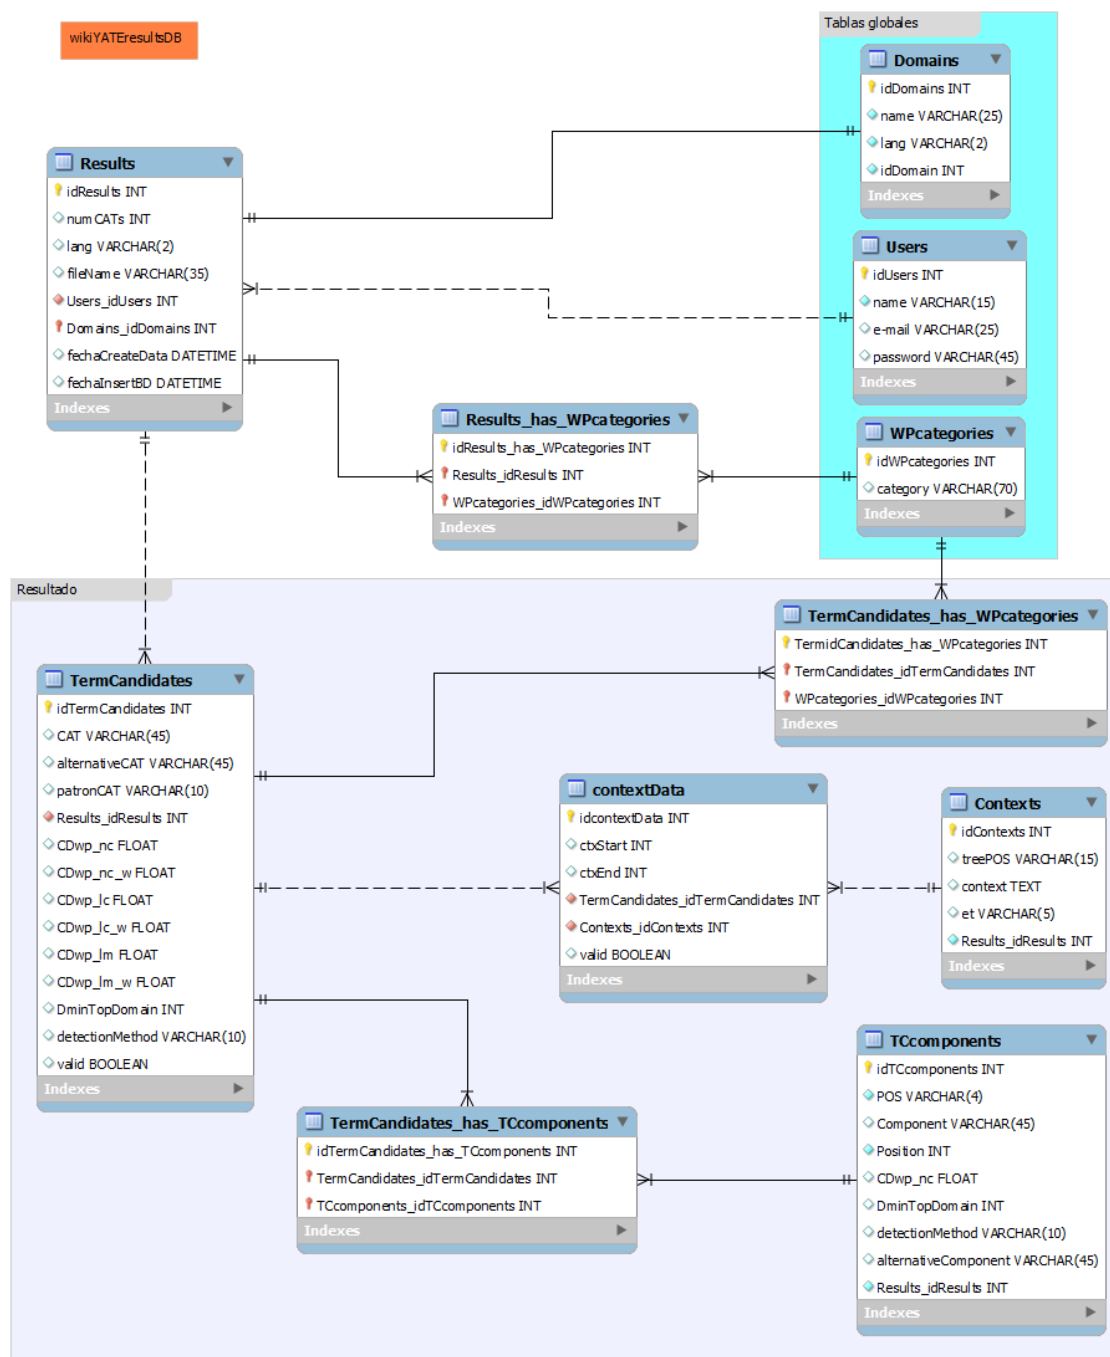 wikiYATEresultsDB
Tablas globales
Domains
idDomains INT
name VARCHAR(25)
lang VARCHAR(2)
idDomain INT
Indexes
Results
idResults INT
numCATs INT
lang VARCHAR(2)
fileName VARCHAR(35)
Users_idUsers INT
Domains_idDomains INT
fechaCreateData DATETIME
fechaInsertBD DATETIME
Indexes
Users
idUsers INT
name VARCHAR(15)
e-mail VARCHAR(25)
password VARCHAR(45)
Indexes
Results_has_WPcategories
idResults_has_WPcategories INT
Results_idResults INT
WPcategories_idWPcategories INT
Indexes
WPcategories
idWPcategories INT
category VARCHAR(70)
Indexes
Resultado
TermCandidates_has_WPcategories
TermidCandidates_has_WPcategories INT
TermCandidates_idTermCandidates INT
WPcategories_idWPcategories INT
Indexes
TermCandidates
idTermCandidates INT
CAT VARCHAR(45)
alternativeCAT VARCHAR(45)
patronCAT VARCHAR(10)
Results_idResults INT
CDwp_nc FLOAT
CDwp_nc_w FLOAT
CDwp_lc FLOAT
CDwp_lc_w FLOAT
CDwp_lm FLOAT
CDwp_lm_w FLOAT
DminTopDomain INT
detectionMethod VARCHAR(10)
valid BOOLEAN
Indexes
contextData
idcontextData INT
ctxStart INT
ctxEnd INT
TermCandidates_idTermCandidates INT
Contexts_idContexts INT
valid BOOLEAN
Indexes
Contexts
idContexts INT
treePOS VARCHAR(15)
context TEXT
et VARCHAR(5)
Results_idResults INT
Indexes
TermCandidates_has_TCcomponents
idTermCandidates_has_TCcomponents INT
TermCandidates_idTermCandidates INT
TCcomponents_idTCcomponents INT
Indexes
TCcomponents
idTCcomponents INT
POS VARCHAR(4)
Component VARCHAR(45)
Position INT
CDwp_nc FLOAT
DminTopDomain INT
detectionMethod VARCHAR(10)
alternativeComponent VARCHAR(45)
Results_idResults INT
Indexes